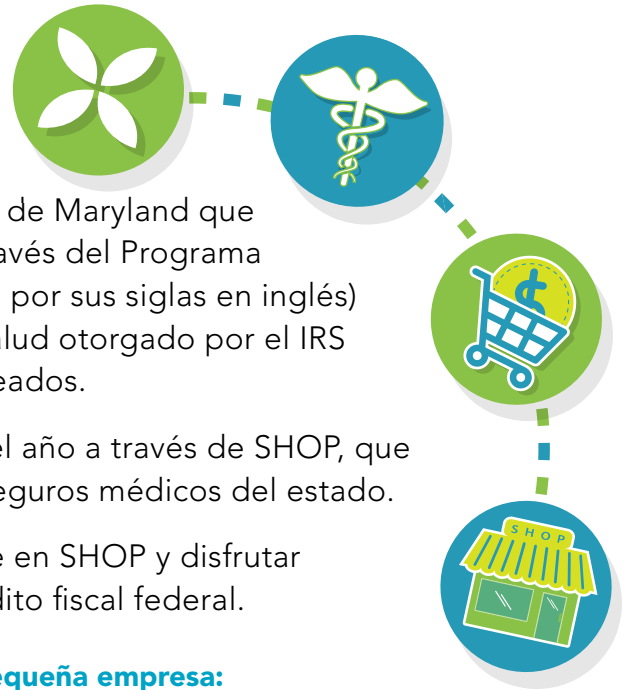 de Maryland que
avés del Programa
por sus siglas en inglés)
alud otorgado por el IRS
eados.
el año a través de SHOP, que
eguros médicos del estado.
e en SHOP y disfrutar
dito fiscal federal.
equeña empresa:
$
SHOP